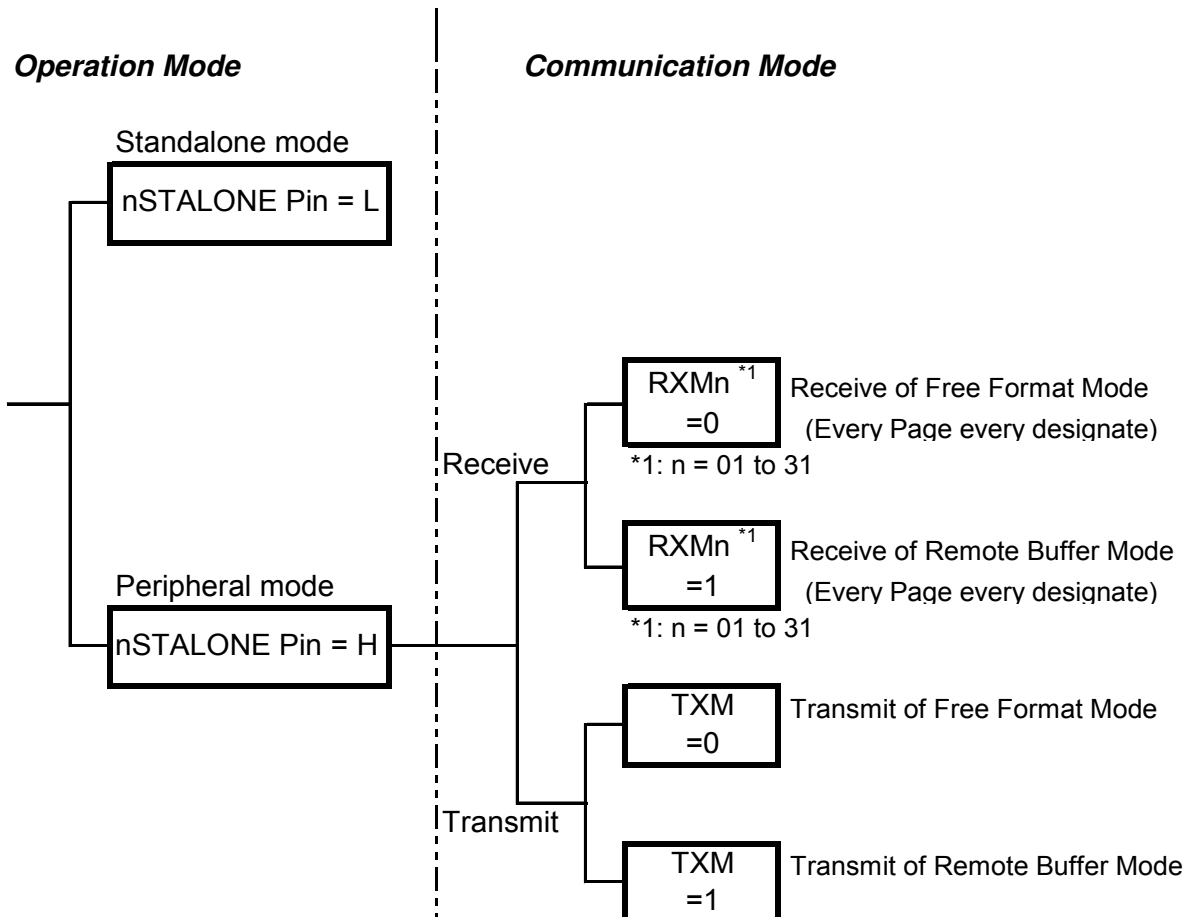 Operation Mode
Communication Mode
Standalone mode
nSTALONE Pin = L
Peripheral mode
nSTALONE Pin = H
Receive
RXMn *1
=0
Receive of Free Format Mode
(Every Page every designate)
*1: n = 01 to 31
RXMn *1
=1
Receive of Remote Buffer Mode
(Every Page every designate)
*1: n = 01 to 31
Transmit
TXM
=0
Transmit of Free Format Mode
TXM
=1
Transmit of Remote Buffer Mode